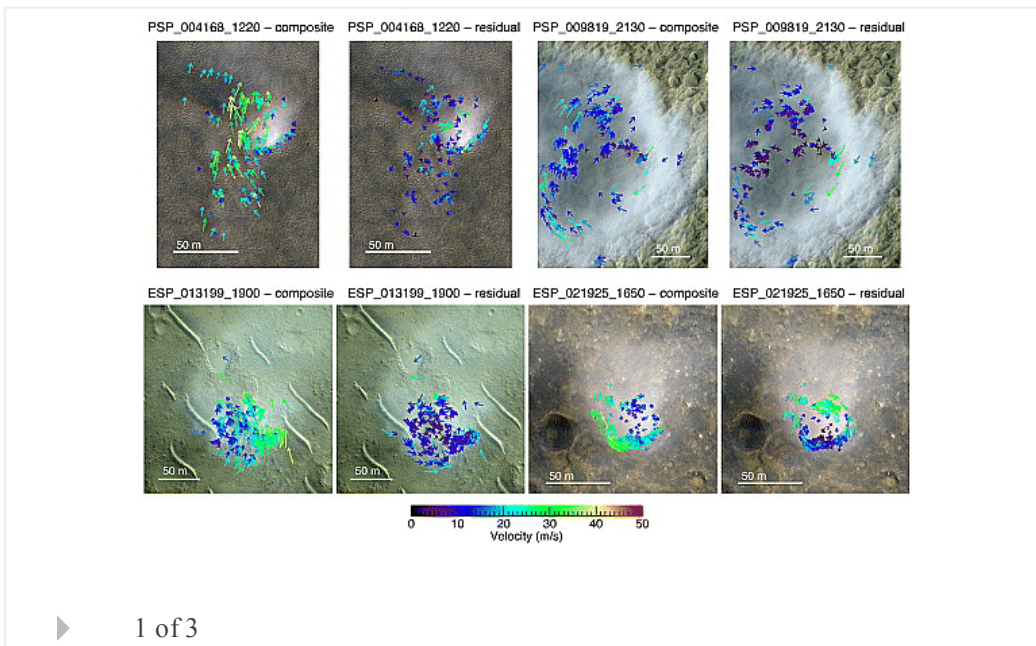 PSP_004168_1220 – composite
PSP_004168_1220 – residual
PSP_009819_2130 – composite
PSP_009819_2130 – residual
50 m
50 m
50 m
50 m
ESP_013199_1900 – composite
ESP_013199_1900 – residual
ESP_021925_1650 – composite
ESP_021925_1650 – residual
50 m
50 m
50 m
50 m
0 10 20 30 40 50
Velocity (m/s)
1 of 3